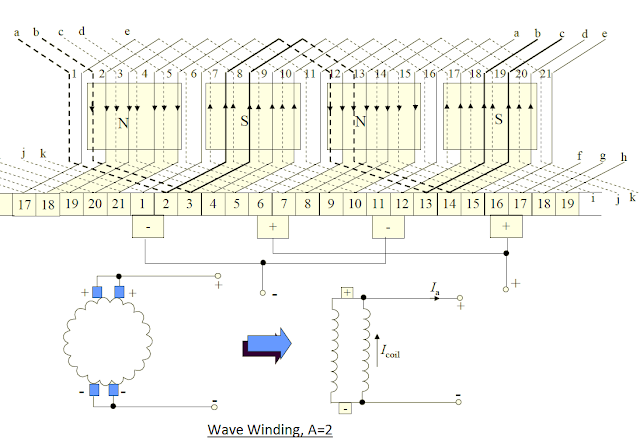 a b c d e a b c d e
1 2 3 4 5 6 7 8 9 10 11 12 13 14 15 16 17 18 19 20 21
N S N S
j k f g h
17 18 19 20 21 1 2 3 4 5 6 7 8 9 10 11 12 13 14 15 16 17 18 19 i j k
- + - +
- +
+ + + + Ia +
Icoil
- - - - -
Wave Winding, A=2